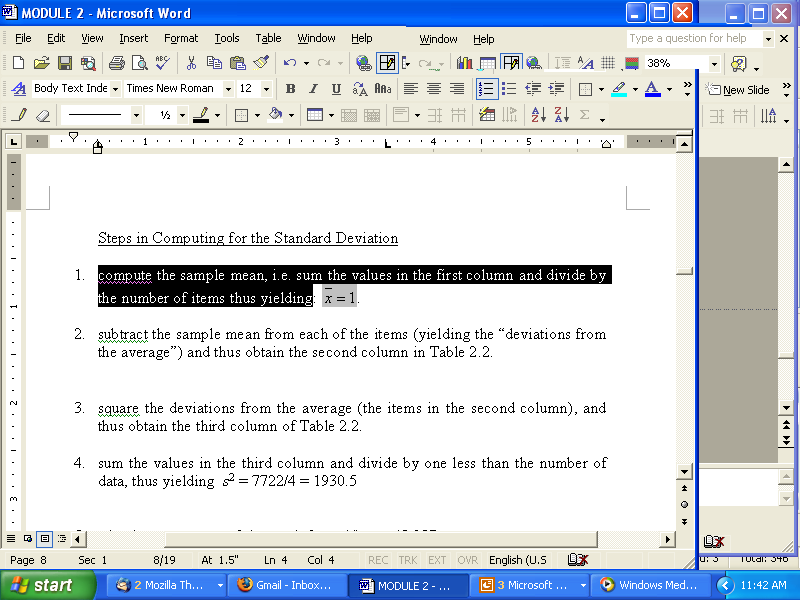 MODULE 2 - Microsoft Word
File Edit View Insert Format Tools Table Window Help Window Help Type a question for help
38%
Body Text Inde Times New Roman 12 B I U New Slide
½
1 2 3 4 5
Steps in Computing for the Standard Deviation
1. compute the sample mean, i.e. sum the values in the first column and divide by
the number of items thus yielding: x̄ = 1.
2. subtract the sample mean from each of the items (yielding the “deviations from
the average”) and thus obtain the second column in Table 2.2.
3. square the deviations from the average (the items in the second column), and
thus obtain the third column of Table 2.2.
4. sum the values in the third column and divide by one less than the number of
data, thus yielding s² = 7722/4 = 1930.5
Page 8 Sec 1 8/19 At 1.5" Ln 4 Col 4 REC TRK EXT OVR English (U.S
Total: 346
start 2 Mozilla Th... Gmail - Inbox... MODULE 2 - ... 3 Microsoft ... Windows Med... 11:42 AM